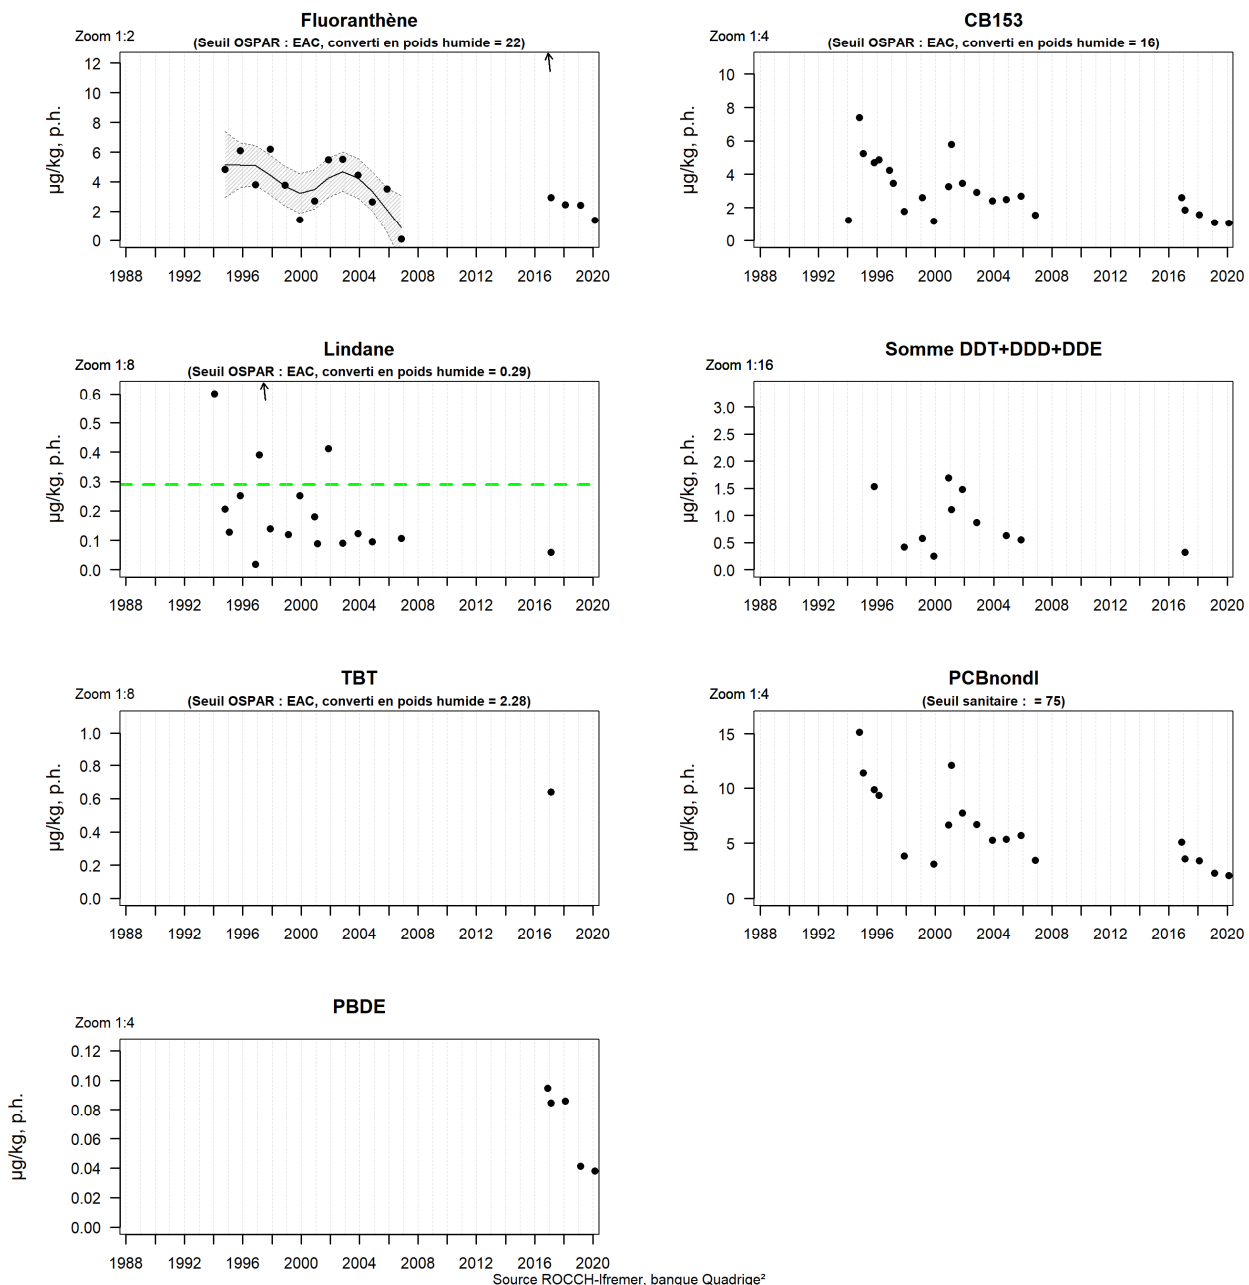 Fluoranthène
Zoom 1:2
(Seuil OSPAR : EAC, converti en poids humide = 22)
µg/kg, p.h.
12
10
8
6
4
2
0
1988 1992 1996 2000 2004 2008 2012 2016 2020
CB153
Zoom 1:4
(Seuil OSPAR : EAC, converti en poids humide = 16)
µg/kg, p.h.
10
8
6
4
2
0
1988 1992 1996 2000 2004 2008 2012 2016 2020
Lindane
Zoom 1:8
(Seuil OSPAR : EAC, converti en poids humide = 0.29)
µg/kg, p.h.
0.6
0.5
0.4
0.3
0.2
0.1
0.0
1988 1992 1996 2000 2004 2008 2012 2016 2020
Somme DDT+DDD+DDE
Zoom 1:16
µg/kg, p.h.
3.0
2.5
2.0
1.5
1.0
0.5
0.0
1988 1992 1996 2000 2004 2008 2012 2016 2020
TBT
Zoom 1:8
(Seuil OSPAR : EAC, converti en poids humide = 2.28)
µg/kg, p.h.
1.0
0.8
0.6
0.4
0.2
0.0
1988 1992 1996 2000 2004 2008 2012 2016 2020
PCBnondl
Zoom 1:4
(Seuil sanitaire : = 75)
µg/kg, p.h.
15
10
5
0
1988 1992 1996 2000 2004 2008 2012 2016 2020
PBDE
Zoom 1:4
µg/kg, p.h.
0.12
0.10
0.08
0.06
0.04
0.02
0.00
1988 1992 1996 2000 2004 2008 2012 2016 2020
Source ROCCH-Ifremer, banque Quadrige²